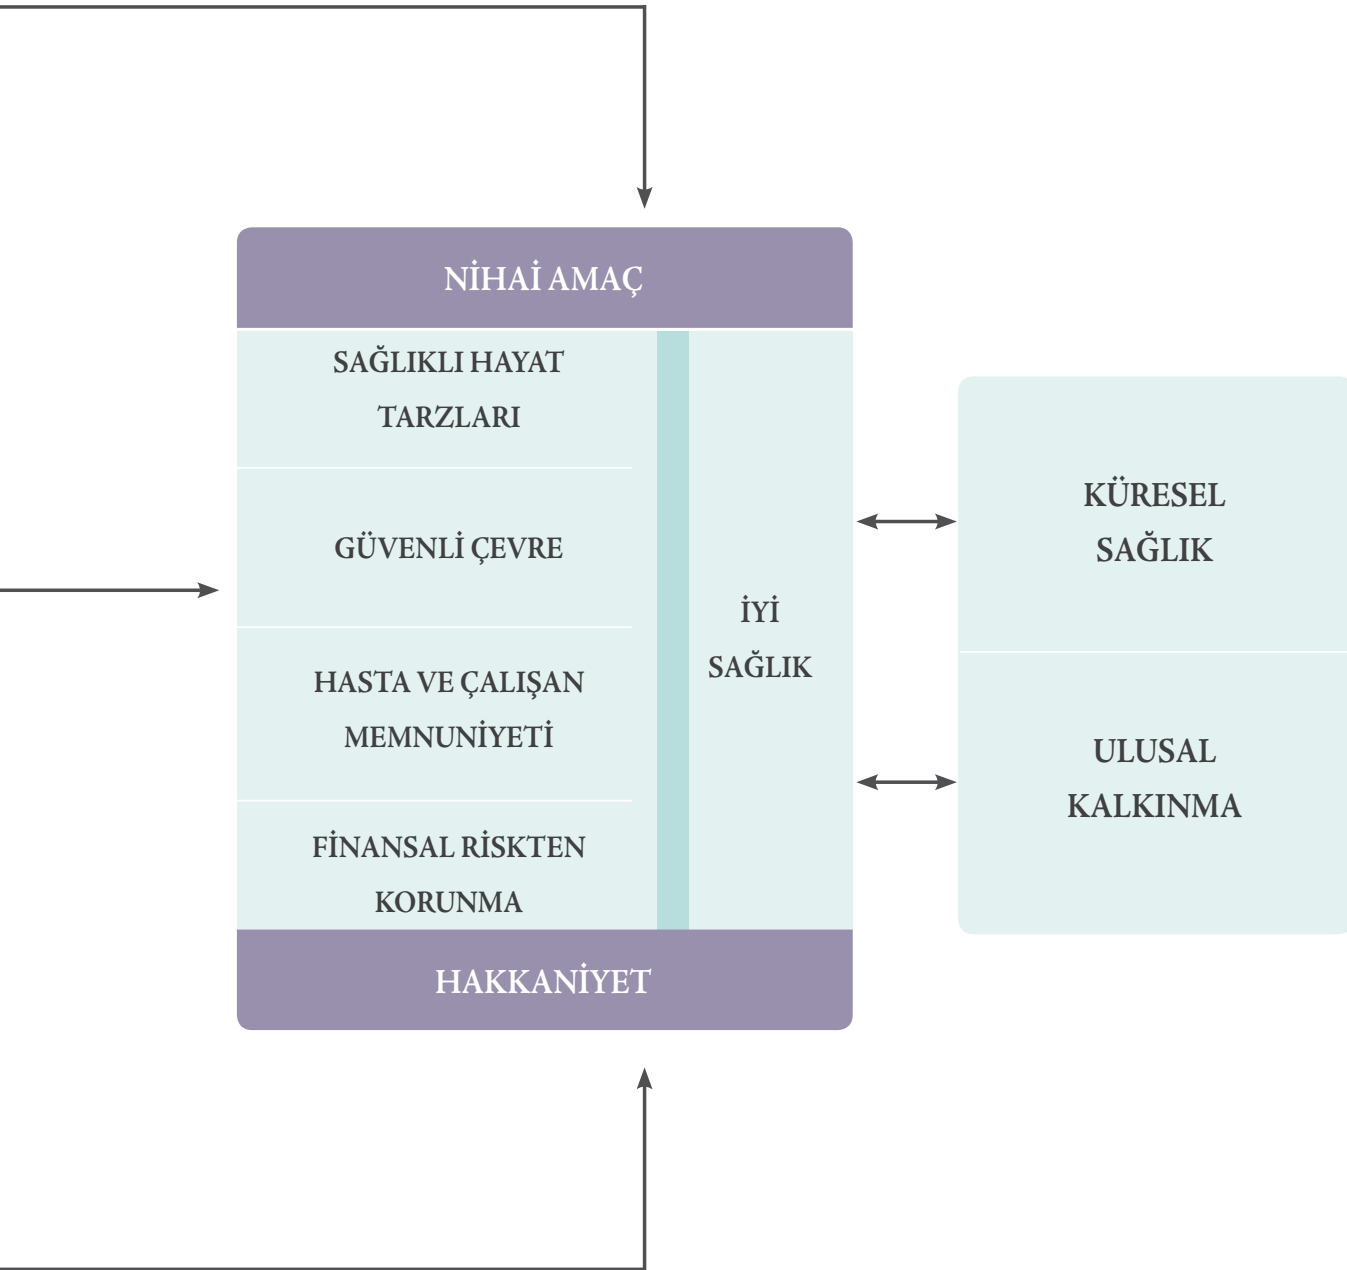 NİHAİ AMAÇ
SAĞLIKLI HAYAT
TARZLARI
GÜVENLİ ÇEVRE
HASTA VE ÇALIŞAN
MEMNUNİYETİ
FİNANSAL RİSKTEN
KORUNMA
İYİ
SAĞLIK
HAKKANİYET
KÜRESEL
SAĞLIK
ULUSAL
KALKINMA